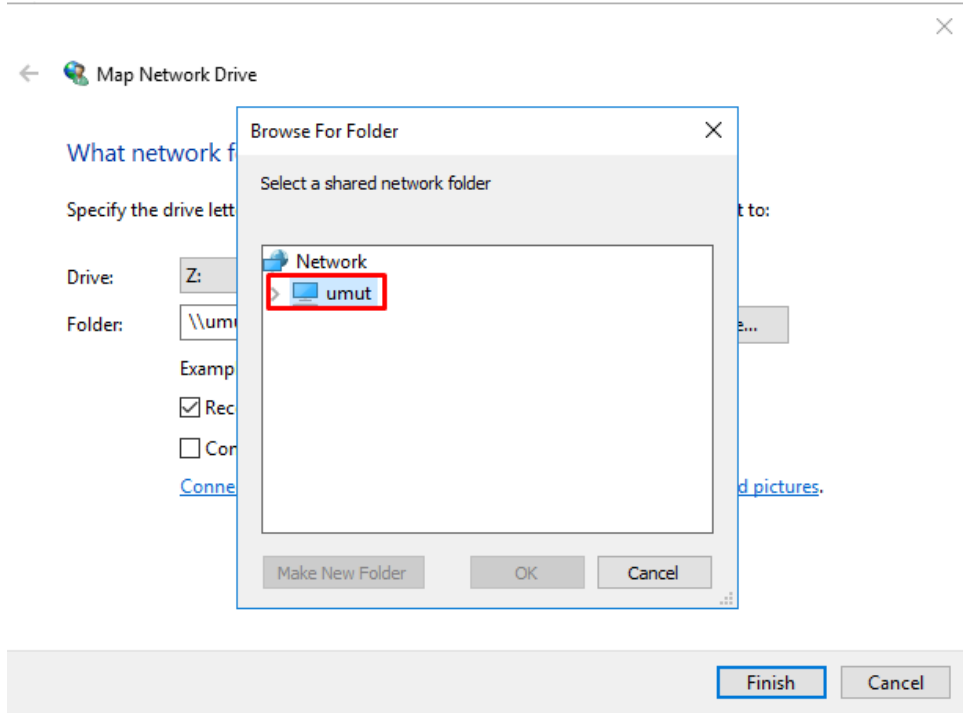 Map Network Drive
Browse For Folder
What network f
Select a shared network folder
Specify the drive lett
t to:
Network
Drive:
Z:
umut
Folder:
\\umu
e...
Examp
Rec
Cor
Conne
d pictures.
Make New Folder
OK
Cancel
Finish
Cancel